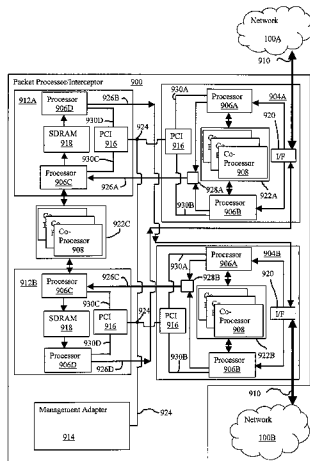 Network
100A
910
Packet Processor/Interceptor
900
912A
Processor
906D
926B
930D
924
SDRAM
918
PCI
916
930C
Processor
906C
926A
930A
Processor
906A
904A
920
PCI
916
Co-
Processor
908
I/F
928A
922A
930B
Processor
906B
Co-
Processor
908
922C
912B
926C
Processor
906C
930C
924
SDRAM
918
PCI
916
930D
Processor
906D
926D
930A
Processor
906A
904B
928B
920
PCI
916
Co-
Processor
908
I/F
922B
930B
Processor
906B
Management Adapter
914
924
910
Network
100B